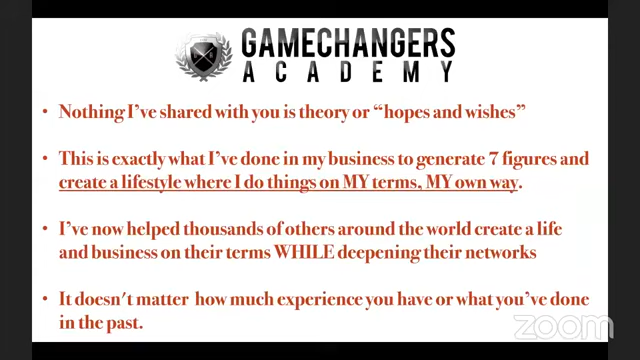 GAMECHANGERS
ACADEMY
• Nothing I've shared with you is theory or “hopes and wishes”
• This is exactly what I've done in my business to generate 7 figures and
create a lifestyle where I do things on MY terms, MY own way.
• I've now helped thousands of others around the world create a life
and business on their terms WHILE deepening their networks
• It doesn't matter how much experience you have or what you've done
in the past.
zoom